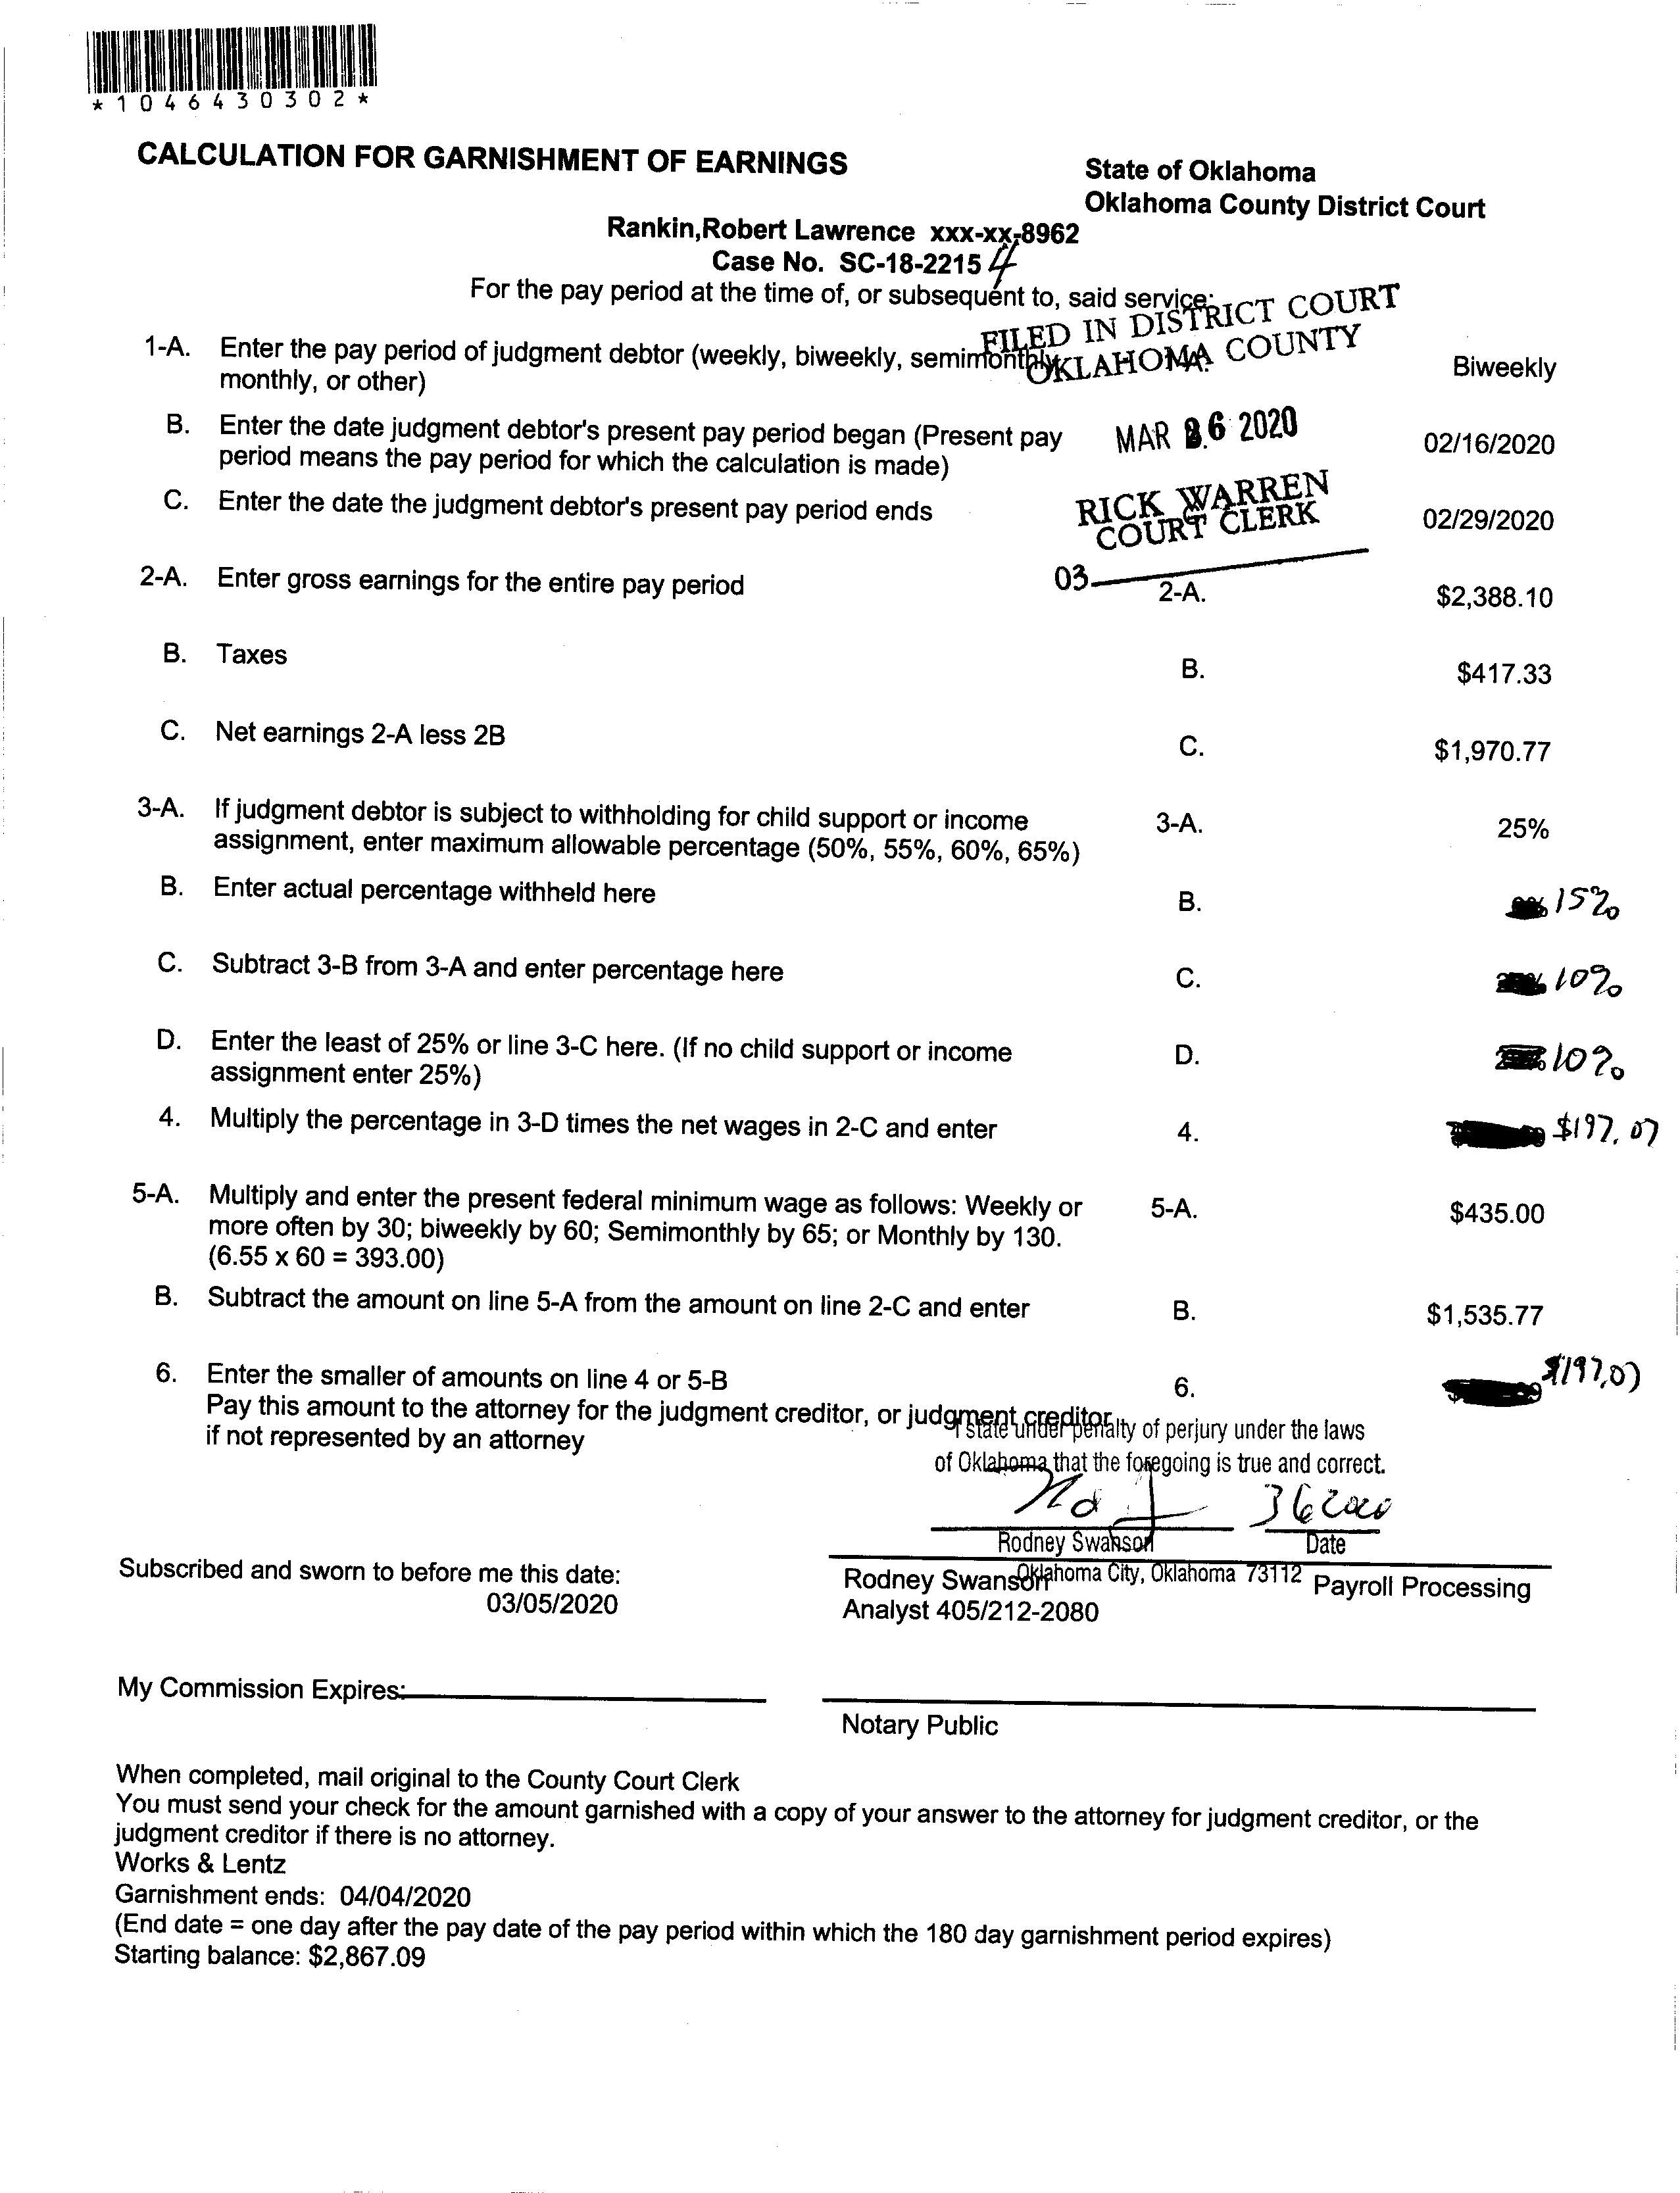 *1046430302*
CALCULATION FOR GARNISHMENT OF EARNINGS
State of Oklahoma
Oklahoma County District Court
Rankin,Robert Lawrence xxx-xx-8962
Case No. SC-18-2215 4
For the pay period at the time of, or subsequent to, said service:
FILED IN DISTRICT COURT
OKLAHOMA COUNTY
1-A. Enter the pay period of judgment debtor (weekly, biweekly, semimonthly, 1-A. Biweekly
monthly, or other)
B. Enter the date judgment debtor's present pay period began (Present pay MAR 6 2020 02/16/2020
period means the pay period for which the calculation is made)
C. Enter the date the judgment debtor's present pay period ends 02/29/2020
RICK WARREN
COURT CLERK
03
2-A. Enter gross earnings for the entire pay period 2-A. $2,388.10
B. Taxes B. $417.33
C. Net earnings 2-A less 2B C. $1,970.77
3-A. If judgment debtor is subject to withholding for child support or income 3-A. 25%
assignment, enter maximum allowable percentage (50%, 55%, 60%, 65%)
B. Enter actual percentage withheld here B. 15%
C. Subtract 3-B from 3-A and enter percentage here C. 10%
D. Enter the least of 25% or line 3-C here. (If no child support or income D. 10%
assignment enter 25%)
4. Multiply the percentage in 3-D times the net wages in 2-C and enter 4. $197.07
5-A. Multiply and enter the present federal minimum wage as follows: Weekly or 5-A. $435.00
more often by 30; biweekly by 60; Semimonthly by 65; or Monthly by 130.
(6.55 x 60 = 393.00)
B. Subtract the amount on line 5-A from the amount on line 2-C and enter B. $1,535.77
6. Enter the smaller of amounts on line 4 or 5-B 6. $197.07
Pay this amount to the attorney for the judgment creditor, or judgment creditor
if not represented by an attorney
I state under penalty of perjury under the laws
of Oklahoma that the foregoing is true and correct.
3 6 2020
Rodney Swanson Date
Oklahoma City, Oklahoma 73112
Subscribed and sworn to before me this date:
03/05/2020
Rodney Swanson Payroll Processing
Analyst 405/212-2080
My Commission Expires:
Notary Public
When completed, mail original to the County Court Clerk
You must send your check for the amount garnished with a copy of your answer to the attorney for judgment creditor, or the
judgment creditor if there is no attorney.
Works & Lentz
Garnishment ends: 04/04/2020
(End date = one day after the pay date of the pay period within which the 180 day garnishment period expires)
Starting balance: $2,867.09